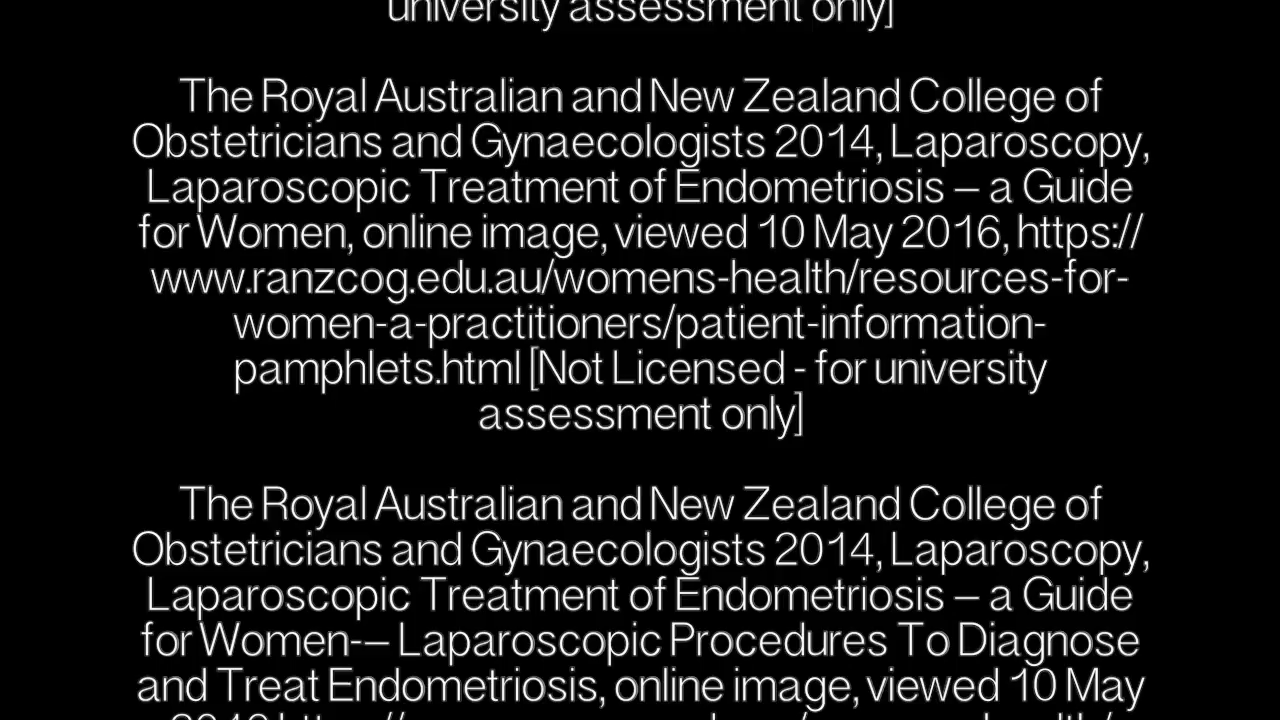 university assessment only]
The Royal Australian and New Zealand College of
Obstetricians and Gynaecologists 2014, Laparoscopy,
Laparoscopic Treatment of Endometriosis – a Guide
for Women, online image, viewed 10 May 2016, https://
www.ranzcog.edu.au/womens-health/resources-for-
women-a-practitioners/patient-information-
pamphlets.html [Not Licensed - for university
assessment only]
The Royal Australian and New Zealand College of
Obstetricians and Gynaecologists 2014, Laparoscopy,
Laparoscopic Treatment of Endometriosis – a Guide
for Women-– Laparoscopic Procedures To Diagnose
and Treat Endometriosis, online image, viewed 10 May